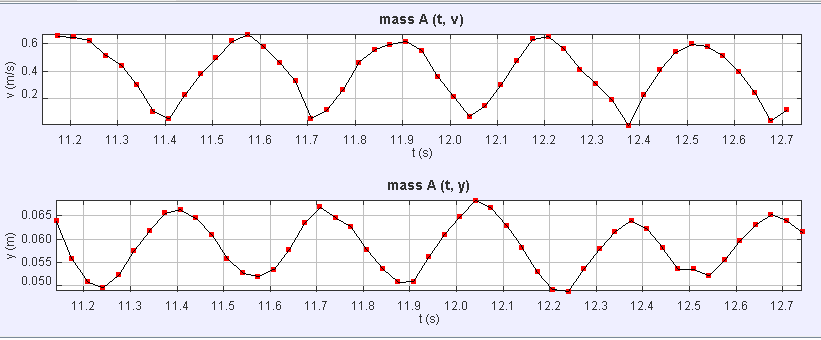 mass A (t, v)
0.6
0.4
0.2
v (m/s)
11.2 11.3 11.4 11.5 11.6 11.7 11.8 11.9 12.0 12.1 12.2 12.3 12.4 12.5 12.6 12.7
t (s)
mass A (t, y)
0.065
0.060
0.055
0.050
y (m)
11.2 11.3 11.4 11.5 11.6 11.7 11.8 11.9 12.0 12.1 12.2 12.3 12.4 12.5 12.6 12.7
t (s)